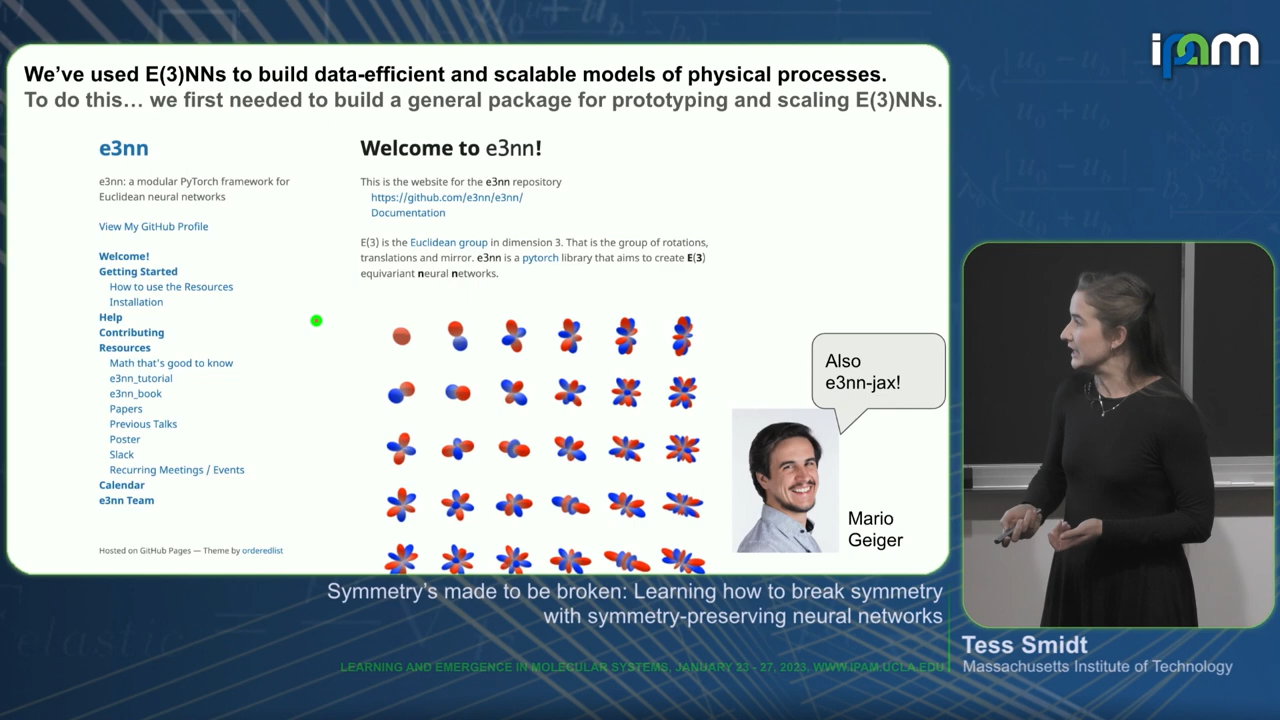 ipam
We've used E(3)NNs to build data-efficient and scalable models of physical processes.
To do this… we first needed to build a general package for prototyping and scaling E(3)NNs.
e3nn
e3nn: a modular PyTorch framework for
Euclidean neural networks
View My GitHub Profile
Welcome!
Getting Started
How to use the Resources
Installation
Help
Contributing
Resources
Math that's good to know
e3nn_tutorial
e3nn_book
Papers
Previous Talks
Poster
Slack
Recurring Meetings / Events
Calendar
e3nn Team
Hosted on GitHub Pages — Theme by orderedlist
Welcome to e3nn!
This is the website for the e3nn repository
https://github.com/e3nn/e3nn/
Documentation
E(3) is the Euclidean group in dimension 3. That is the group of rotations,
translations and mirror. e3nn is a pytorch library that aims to create E(3)
equivariant neural networks.
Also
e3nn-jax!
Mario
Geiger
Symmetry's made to be broken: Learning how to break symmetry
with symmetry-preserving neural networks
LEARNING AND EMERGENCE IN MOLECULAR SYSTEMS, JANUARY 23 - 27, 2023, WWW.IPAM.UCLA.EDU
Tess Smidt
Massachusetts Institute of Technology